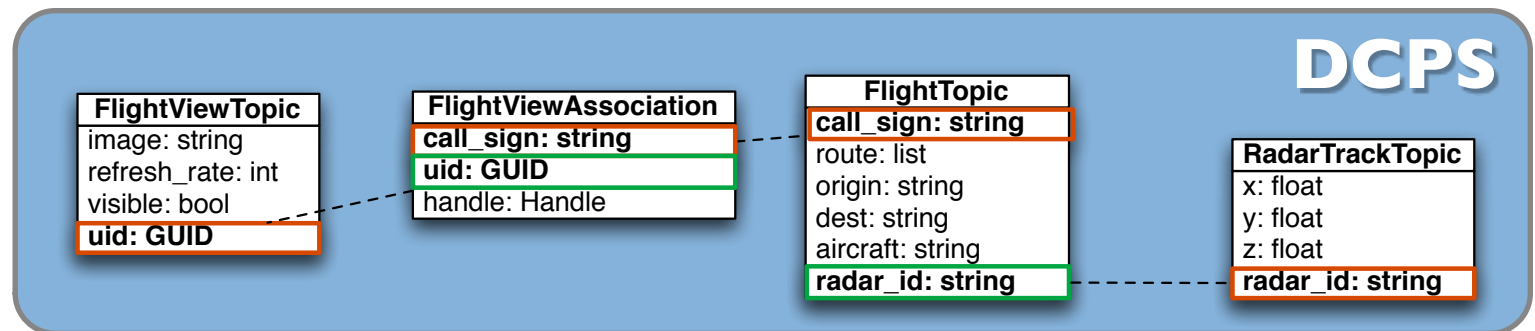 DCPS
FlightViewTopic
image: string
refresh_rate: int
visible: bool
uid: GUID
FlightViewAssociation
call_sign: string
uid: GUID
handle: Handle
FlightTopic
call_sign: string
route: list
origin: string
dest: string
aircraft: string
radar_id: string
RadarTrackTopic
x: float
y: float
z: float
radar_id: string